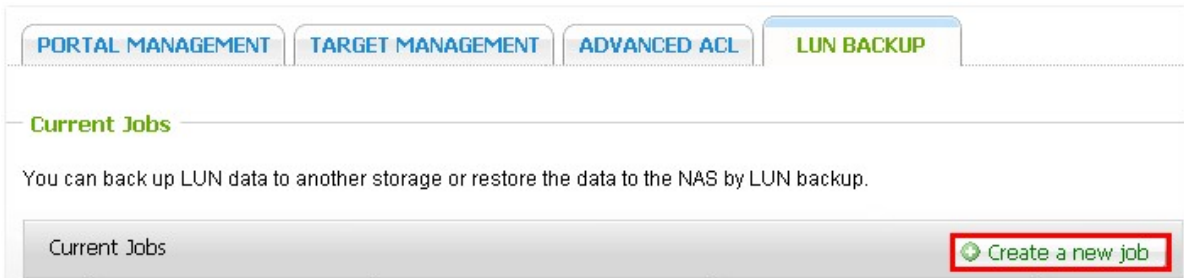 PORTAL MANAGEMENT TARGET MANAGEMENT ADVANCED ACL LUN BACKUP
Current Jobs
You can back up LUN data to another storage or restore the data to the NAS by LUN backup.
Current Jobs Create a new job